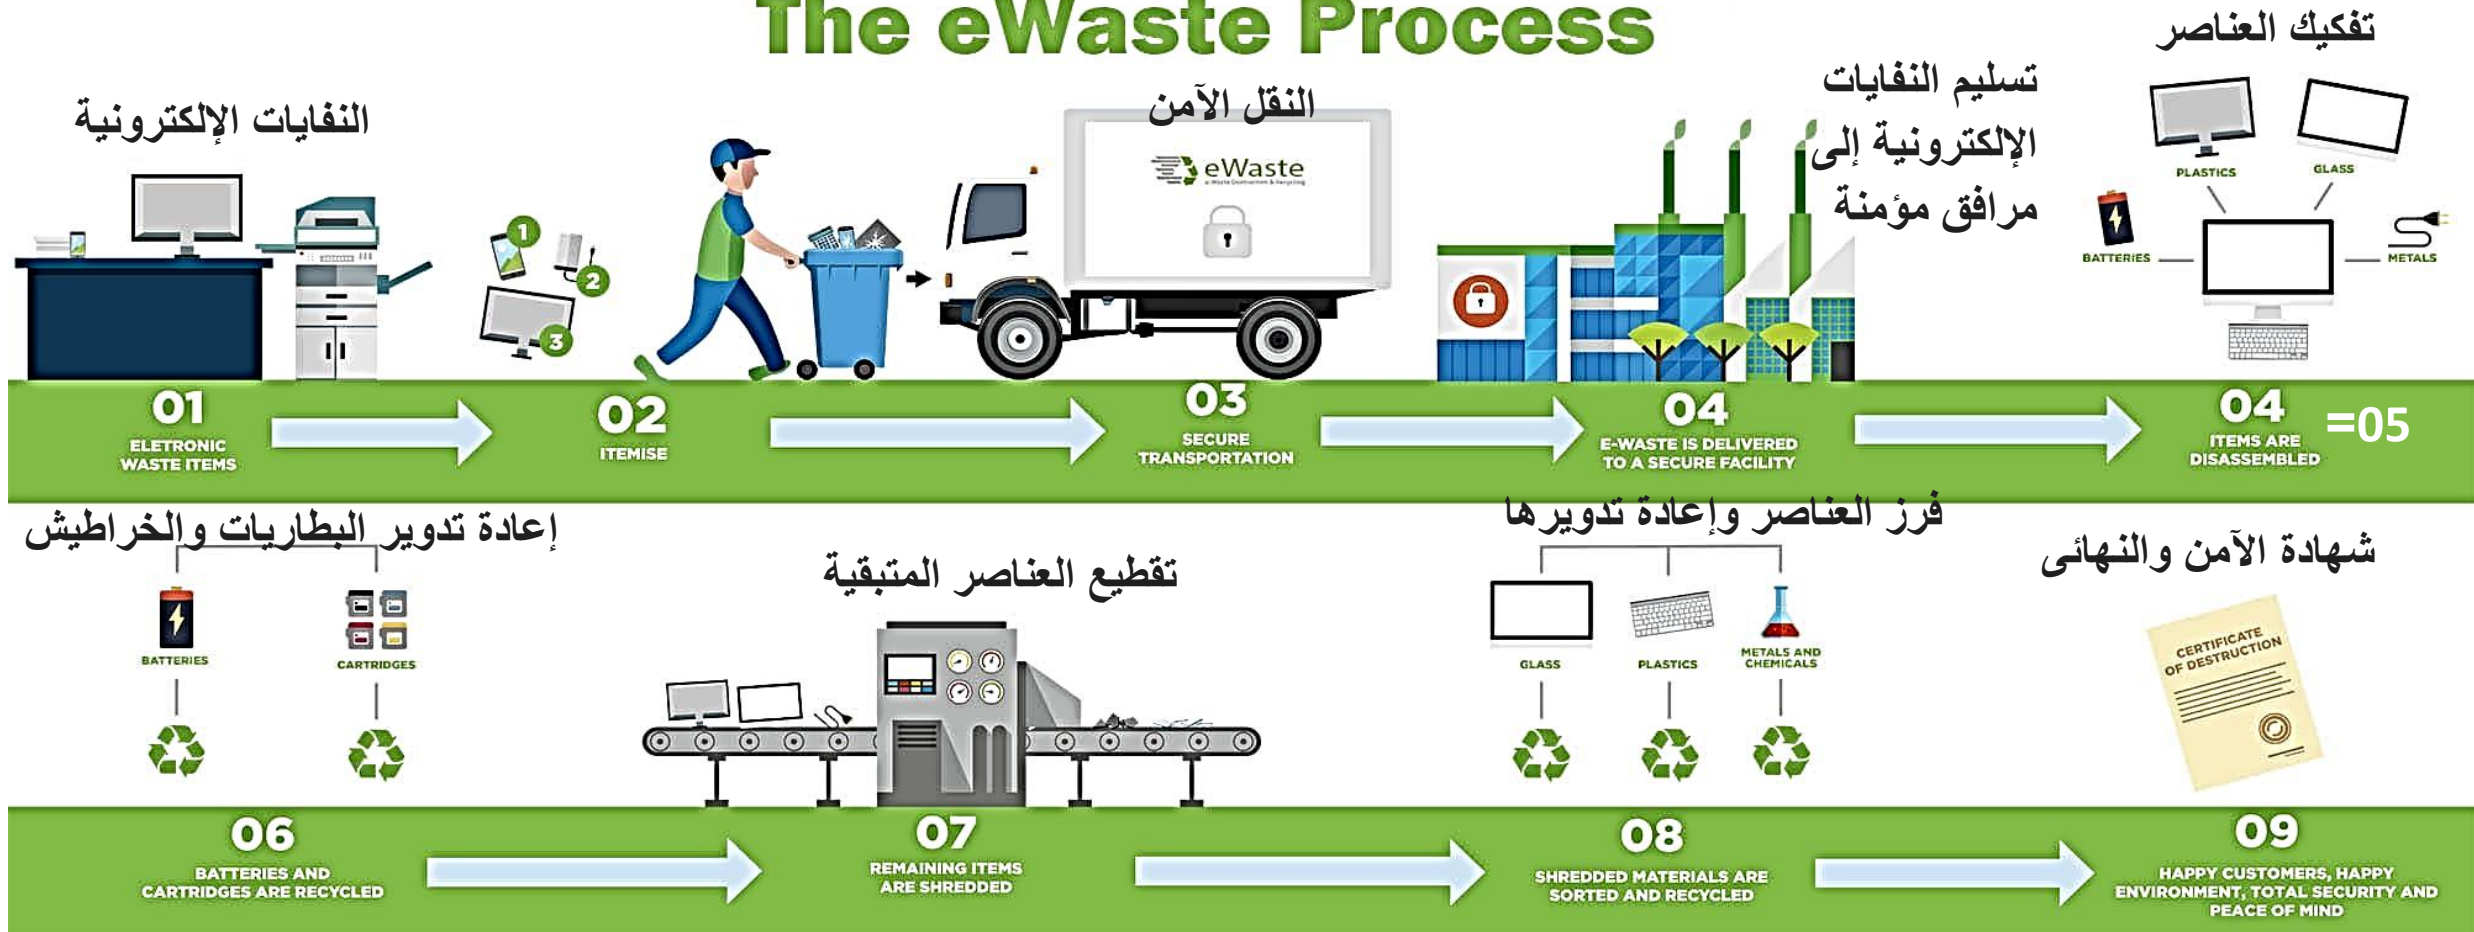 The eWaste Process
النفايات الإلكترونية
1
2
3
النقل الآمن
eWaste
تسليم النفايات
الإلكترونية إلى
مرافق مؤمنة
تفكيك العناصر
PLASTICS
GLASS
BATTERIES
METALS
01
ELETRONIC
WASTE ITEMS
02
ITEMISE
03
SECURE
TRANSPORTATION
04
E-WASTE IS DELIVERED
TO A SECURE FACILITY
04 =05
ITEMS ARE
DISASSEMBLED
إعادة تدوير البطاريات والخراطيش
BATTERIES
CARTRIDGES
تقطيع العناصر المتبقية
فرز العناصر وإعادة تدويرها
GLASS
PLASTICS
METALS AND
CHEMICALS
شهادة الآمن والنهائى
CERTIFICATE
OF DESTRUCTION
06
BATTERIES AND
CARTRIDGES ARE RECYCLED
07
REMAINING ITEMS
ARE SHREDDED
08
SHREDDED MATERIALS ARE
SORTED AND RECYCLED
09
HAPPY CUSTOMERS, HAPPY
ENVIRONMENT, TOTAL SECURITY AND
PEACE OF MIND